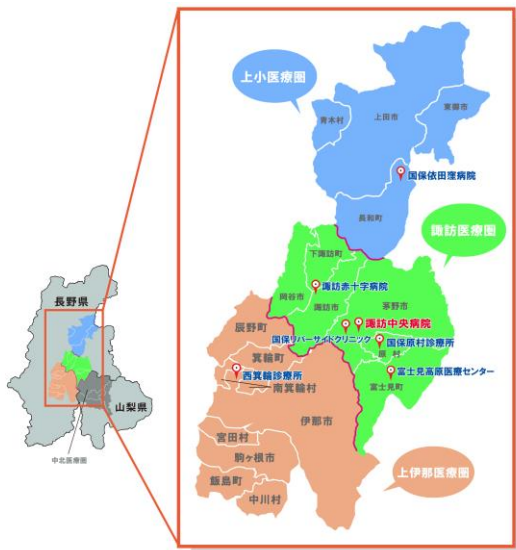 上小医療圏
東御市
上田市
青木村
国保依田窪病院
長和町
諏訪医療圏
下諏訪町
諏訪赤十字病院
岡谷市
諏訪市
茅野市
諏訪中央病院
国保リバーサイドクリニック
国保原村診療所
原 村
富士見高原医療センター
富士見町
辰野町
箕輪町
西箕輪診療所
南箕輪村
伊那市
宮田村
駒ヶ根市
飯島町
中川村
上伊那医療圏
長野県
山梨県
中北医療圏